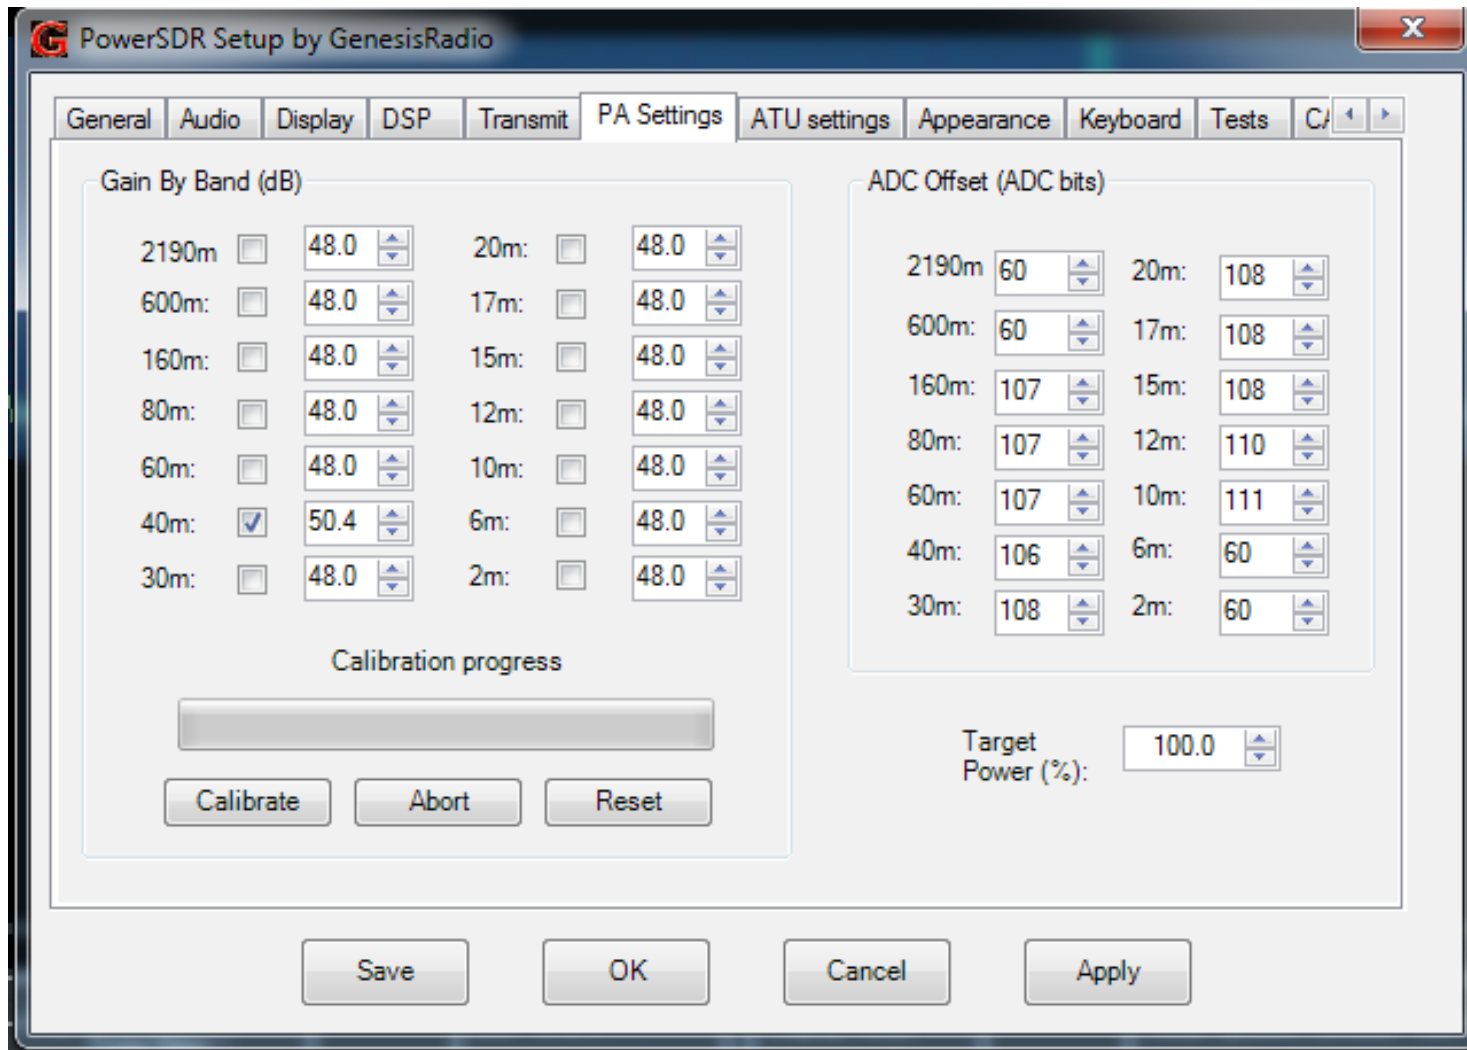 G PowerSDR Setup by GenesisRadio X
General Audio Display DSP Transmit PA Settings ATU settings Appearance Keyboard Tests
Gain By Band (dB)
2190m 48.0 20m: 48.0
600m: 48.0 17m: 48.0
160m: 48.0 15m: 48.0
80m: 48.0 12m: 48.0
60m: 48.0 10m: 48.0
40m: 50.4 6m: 48.0
30m: 48.0 2m: 48.0
Calibration progress
Calibrate Abort Reset
ADC Offset (ADC bits)
2190m 60 20m: 108
600m: 60 17m: 108
160m: 107 15m: 108
80m: 107 12m: 110
60m: 107 10m: 111
40m: 106 6m: 60
30m: 108 2m: 60
Target
Power (%): 100.0
Save OK Cancel Apply